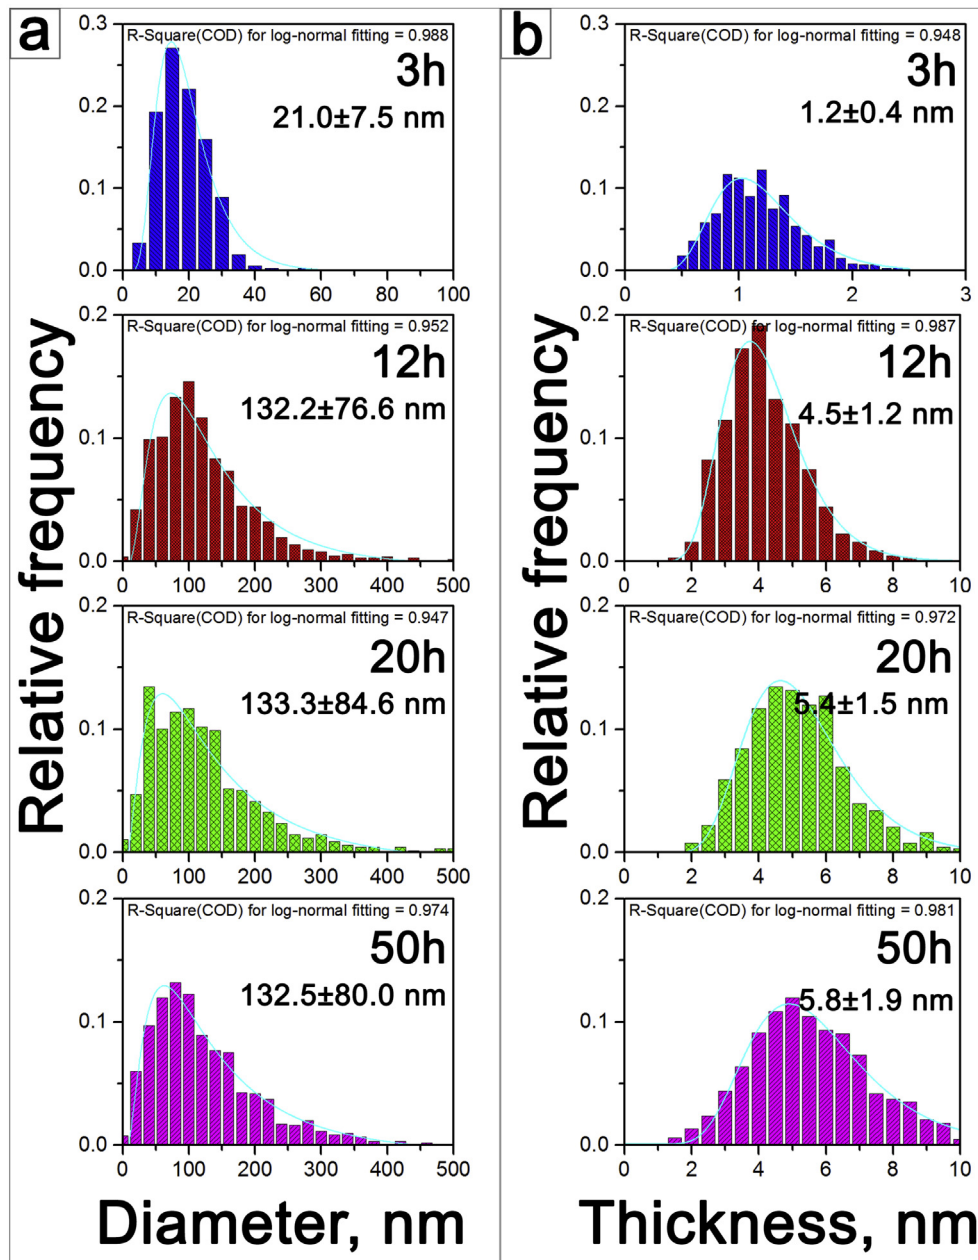 a
R-Square(COD) for log-normal fitting = 0.988
3h
21.0±7.5 nm
0.3
0.2
0.1
0.0
0 20 40 60 80 100
R-Square(COD) for log-normal fitting = 0.952
12h
132.2±76.6 nm
0.2
0.1
0.0
0 100 200 300 400 500
R-Square(COD) for log-normal fitting = 0.947
20h
133.3±84.6 nm
0.2
0.1
0.0
0 100 200 300 400 500
R-Square(COD) for log-normal fitting = 0.974
50h
132.5±80.0 nm
0.2
0.1
0.0
0 100 200 300 400 500
Relative frequency
Diameter, nm
b
R-Square(COD) for log-normal fitting = 0.948
3h
1.2±0.4 nm
0.3
0.2
0.1
0.0
0 1 2 3
R-Square(COD) for log-normal fitting = 0.987
12h
4.5±1.2 nm
0.2
0.1
0.0
0 2 4 6 8 10
R-Square(COD) for log-normal fitting = 0.972
20h
5.4±1.5 nm
0.2
0.1
0.0
0 2 4 6 8 10
R-Square(COD) for log-normal fitting = 0.981
50h
5.8±1.9 nm
0.2
0.1
0.0
0 2 4 6 8 10
Relative frequency
Thickness, nm